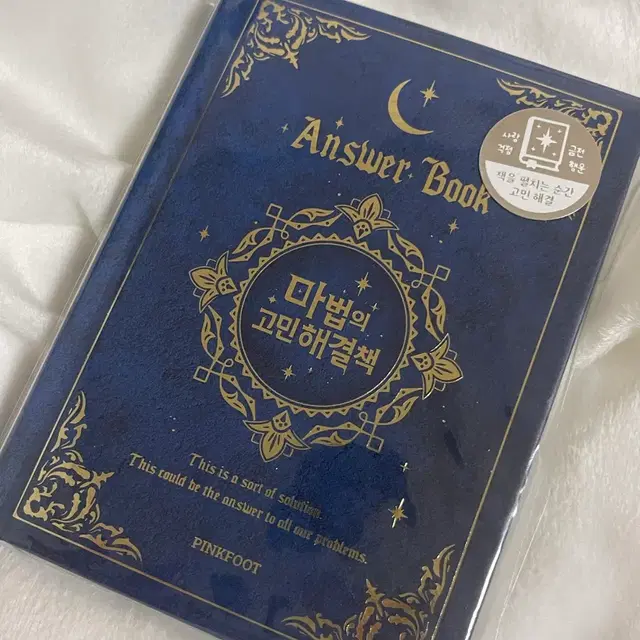 Answer Book
사랑
걱정
금전
행운
책을 펼치는 순간
고민 해결
마법의
고민해결책
This is a sort of solution.
This could be the answer to all our problems.
PINKFOOT